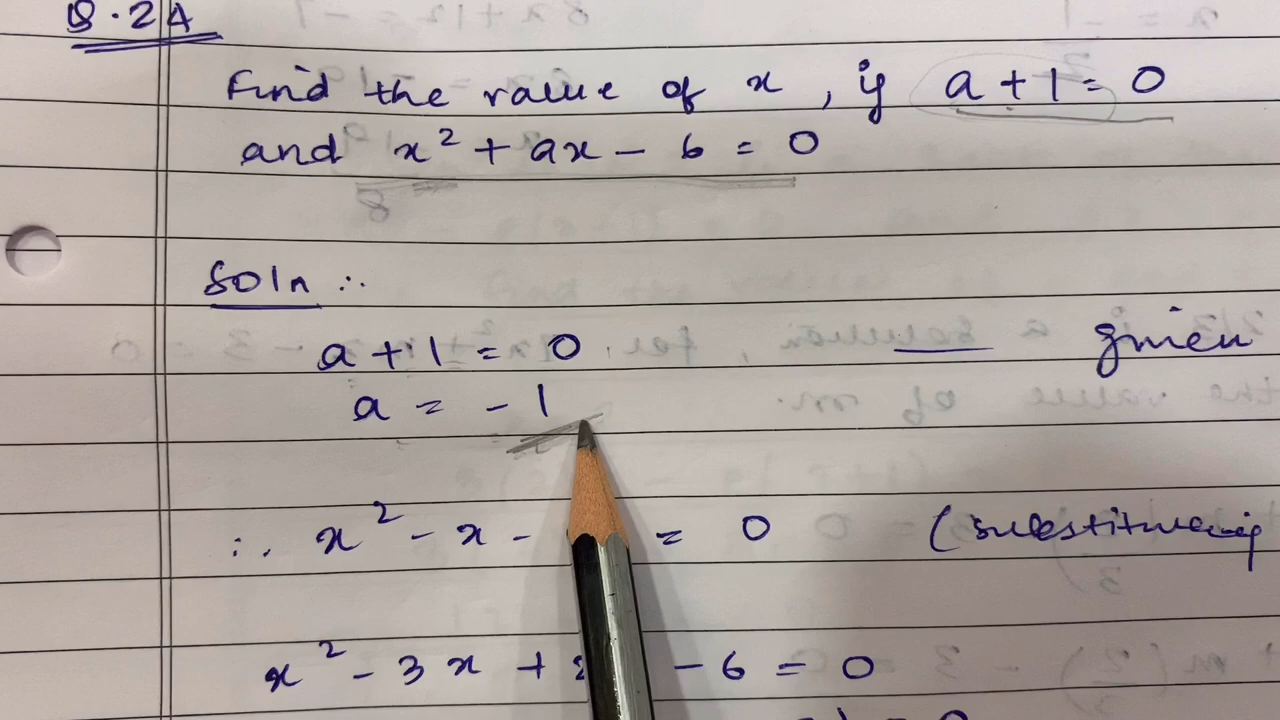 Q.24
Find the value of x, if a + 1 = 0
and x² + ax - 6 = 0
Soln :.
a + 1 = 0 — given
a = -1
∴ x² - x - = 0 (substituting
x² - 3x + - 6 = 0